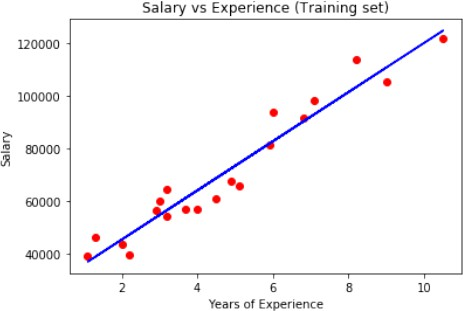 Salary vs Experience (Training set)
120000
100000
80000
60000
40000
Salary
2 4 6 8 10
Years of Experience